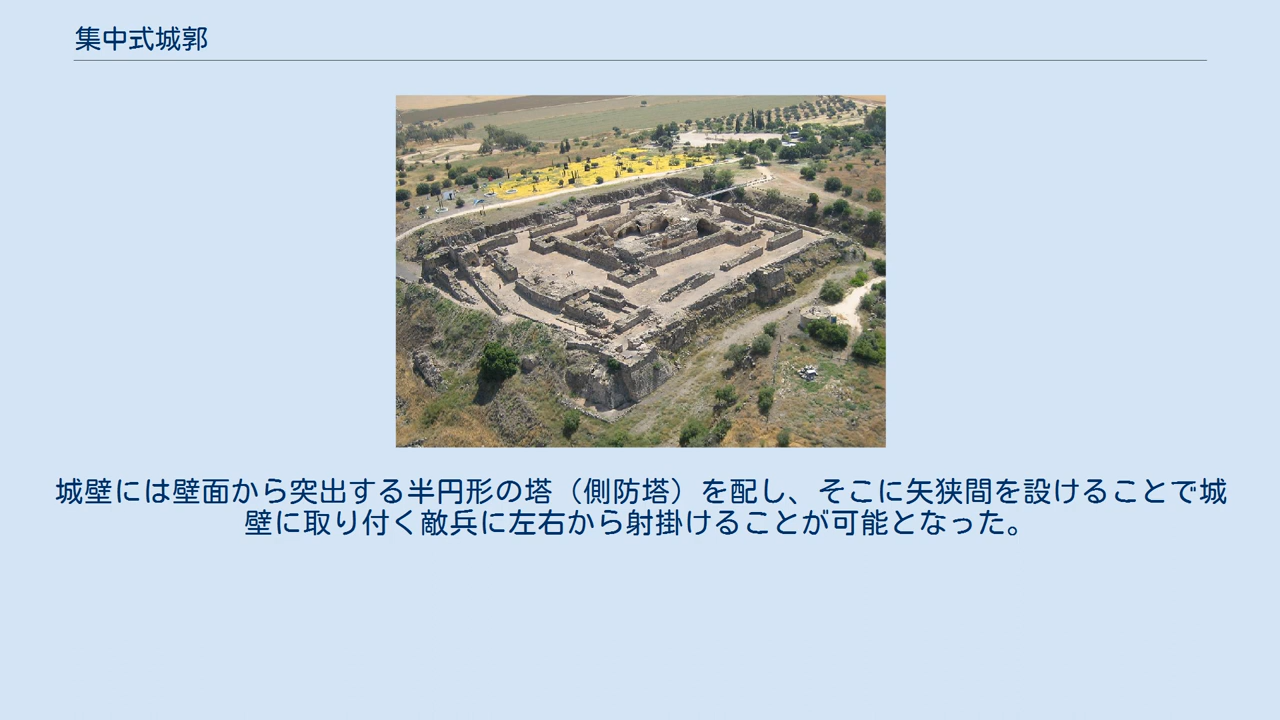 集中式城郭
城壁には壁面から突出する半円形の塔（側防塔）を配し、そこに矢狭間を設けることで城
壁に取り付く敵兵に左右から射掛けることが可能となった。